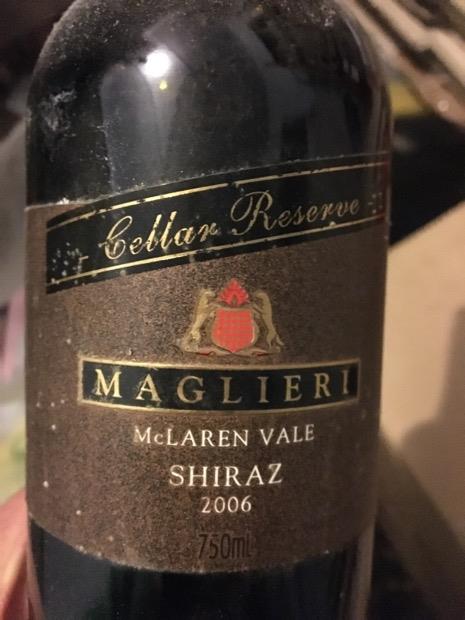 Cellar Reserve
MAGLIERI
McLAREN VALE
SHIRAZ
2006
750mL